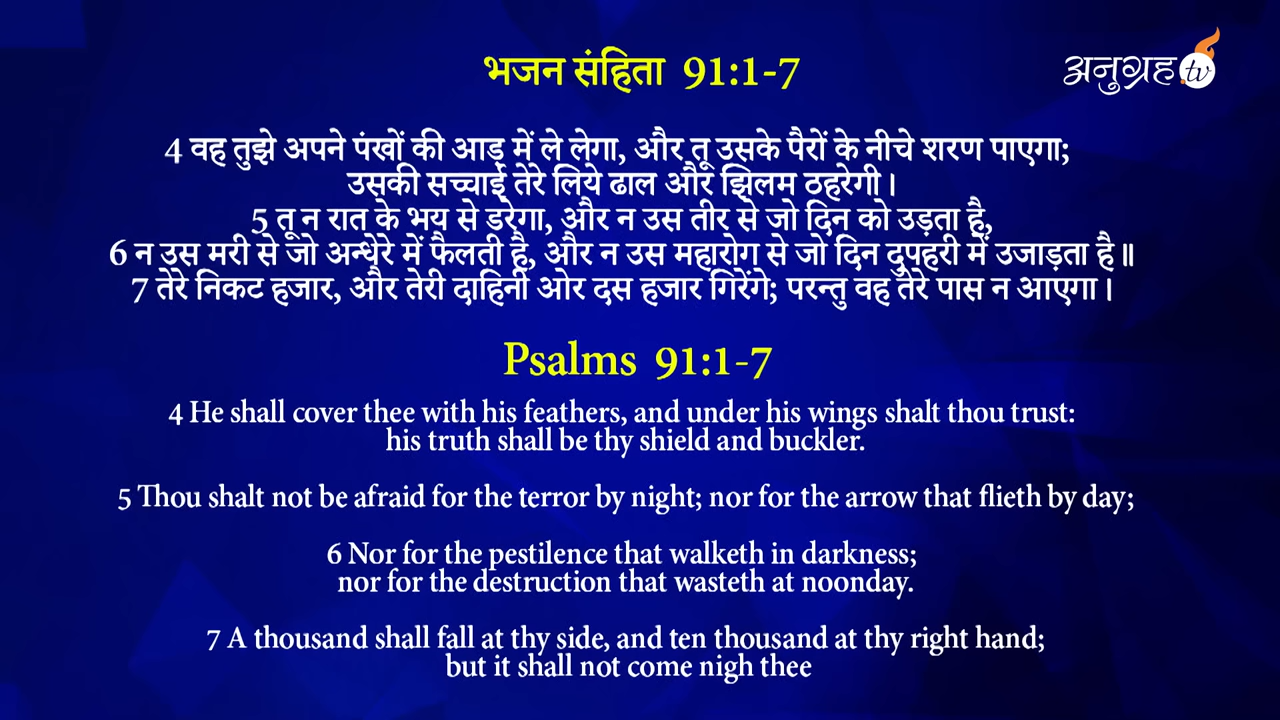 भजन संहिता 91:1-7
अनुग्रह tv
4 वह तुझे अपने पंखों की आड़ में ले लेगा, और तू उसके पैरों के नीचे शरण पाएगा;
उसकी सच्चाई तेरे लिये ढाल और झिलम ठहरेगी।
5 तू न रात के भय से डरेगा, और न उस तीर से जो दिन को उड़ता है,
6 न उस मरी से जो अन्धेरे में फैलती है, और न उस महारोग से जो दिन दुपहरी में उजाड़ता है॥
7 तेरे निकट हजार, और तेरी दाहिनी ओर दस हजार गिरेंगे; परन्तु वह तेरे पास न आएगा।
Psalms 91:1-7
4 He shall cover thee with his feathers, and under his wings shalt thou trust:
his truth shall be thy shield and buckler.
5 Thou shalt not be afraid for the terror by night; nor for the arrow that flieth by day;
6 Nor for the pestilence that walketh in darkness;
nor for the destruction that wasteth at noonday.
7 A thousand shall fall at thy side, and ten thousand at thy right hand;
but it shall not come nigh thee